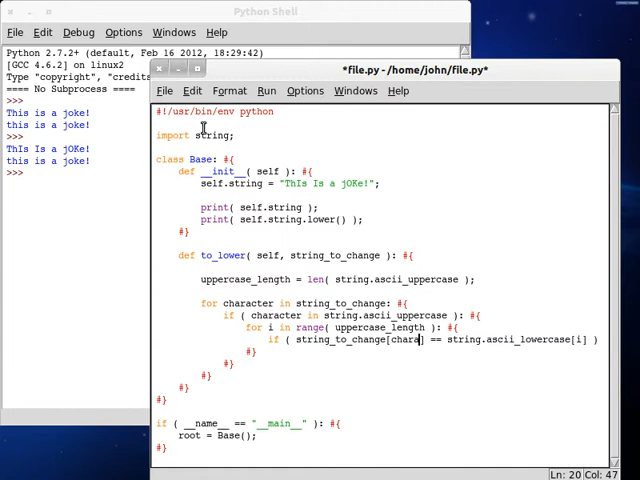 Python Shell
File Edit Debug Options Windows Help
Python 2.7.2+ (default, Feb 16 2012, 18:29:42)
[GCC 4.6.2] on linux2
Type "copyright", "credits
==== No Subprocess ====
>>>
This is a joke!
this is a joke!
>>>
ThIs Is a jOKe!
this is a joke!
>>>
*file.py - /home/john/file.py*
File Edit Format Run Options Windows Help
#!/usr/bin/env python
import string;
class Base: #{
def __init__( self ): #{
self.string = "ThIs Is a jOKe!";
print( self.string );
print( self.string.lower() );
#}
def to_lower( self, string_to_change ): #{
uppercase_length = len( string.ascii_uppercase );
for character in string_to_change: #{
if ( character in string.ascii_uppercase ): #{
for i in range( uppercase_length ): #{
if ( string_to_change[chara] == string.ascii_lowercase[i] )
#}
#}
#}
#}
#}
if ( __name__ == "__main__" ): #{
root = Base();
#}
Ln: 20 Col: 47